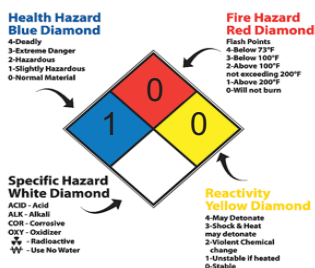 Health Hazard
Blue Diamond
4-Deadly
3-Extreme Danger
2-Hazardous
1-Slightly Hazardous
0-Normal Material
Fire Hazard
Red Diamond
Flash Points
4-Below 73°F
3-Below 100°F
2-Above 100°F
not exceeding 200°F
1-Above 200°F
0-Will not burn
0
1
0
Specific Hazard
White Diamond
ACID - Acid
ALK - Alkali
COR - Corrosive
OXY - Oxidizer
- Radioactive
W - Use No Water
Reactivity
Yellow Diamond
4-May Detonate
3-Shock & Heat
may detonate
2-Violent Chemical
change
1-Unstable if heated
0-Stable